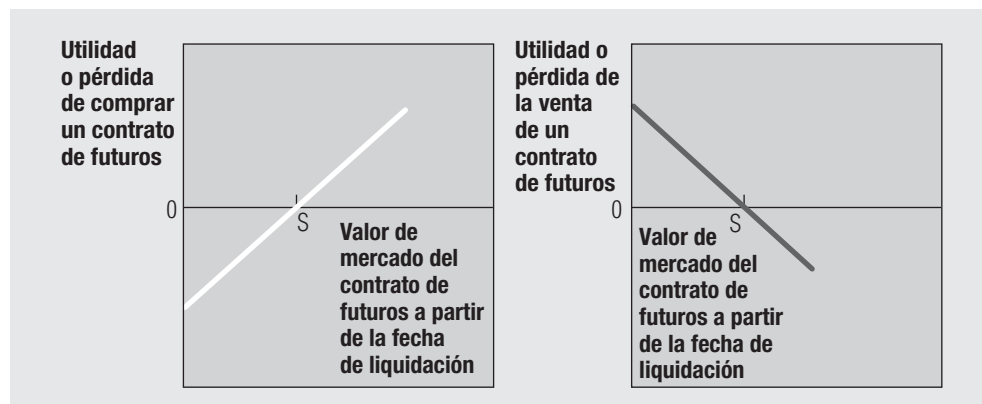 Utilidad
o pérdida
de comprar
un contrato
de futuros
0
S
Valor de
mercado del
contrato de
futuros a partir
de la fecha
de liquidación
Utilidad o
pérdida de
la venta
de un
contrato
de futuros
0
S
Valor de
mercado del
contrato de
futuros a partir
de la fecha de
liquidación